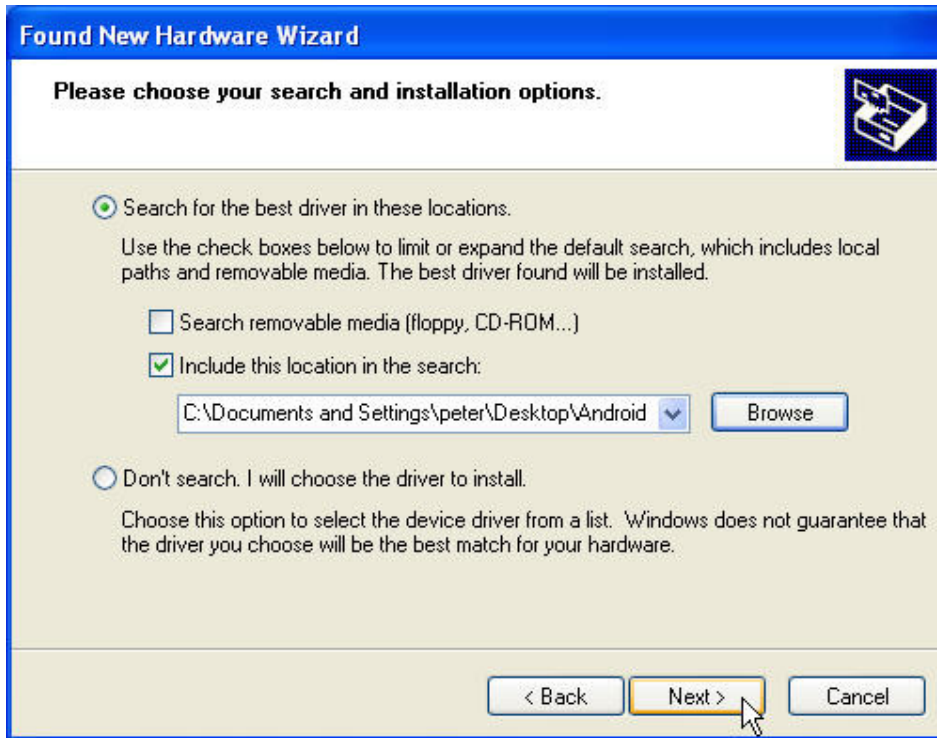 Found New Hardware Wizard
Please choose your search and installation options.
Search for the best driver in these locations.
Use the check boxes below to limit or expand the default search, which includes local
paths and removable media. The best driver found will be installed.
Search removable media (floppy, CD-ROM...)
Include this location in the search:
C:\Documents and Settings\peter\Desktop\Android
Browse
Don't search. I will choose the driver to install.
Choose this option to select the device driver from a list. Windows does not guarantee that
the driver you choose will be the best match for your hardware.
< Back Next > Cancel